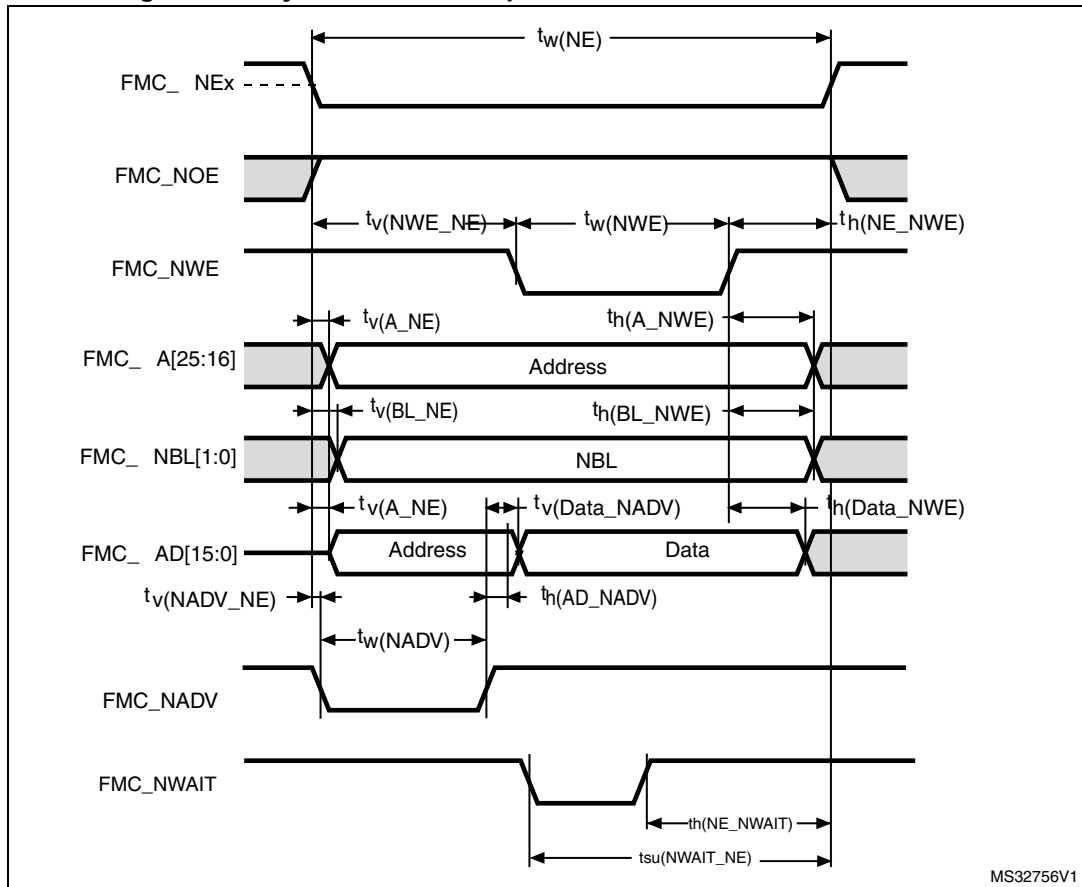 tw(NE)
FMC_ NEx
FMC_NOE
tv(NWE_NE) tw(NWE) th(NE_NWE)
FMC_NWE
tv(A_NE) th(A_NWE)
FMC_ A[25:16] Address
tv(BL_NE) th(BL_NWE)
FMC_ NBL[1:0] NBL
tv(A_NE) tv(Data_NADV) th(Data_NWE)
FMC_ AD[15:0] Address Data
tv(NADV_NE) th(AD_NADV)
tw(NADV)
FMC_NADV
FMC_NWAIT
th(NE_NWAIT)
tsu(NWAIT_NE)
MS32756V1